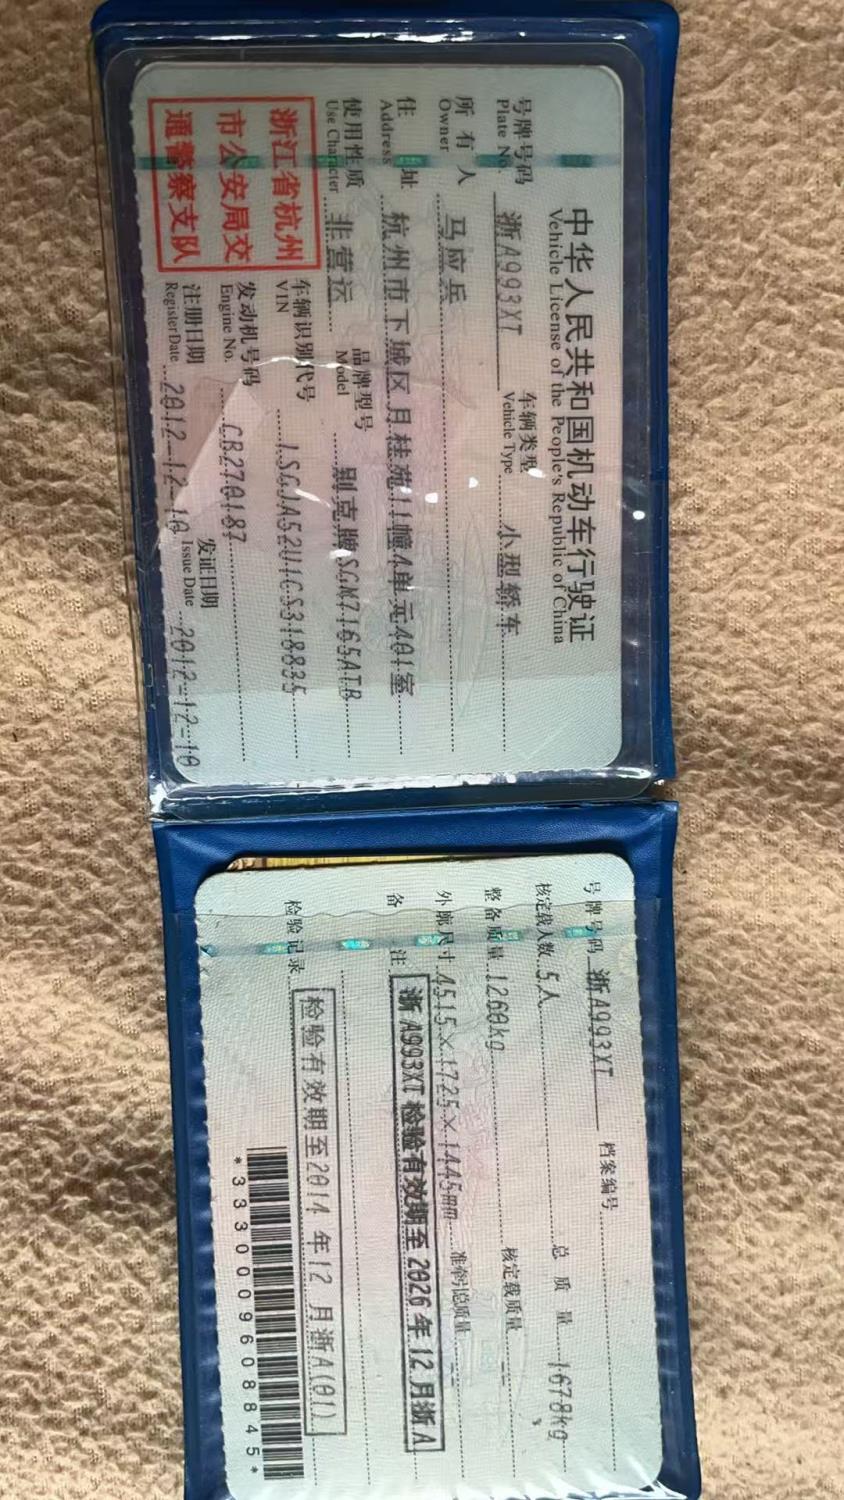 中华人民共和国机动车行驶证
Vehicle License of the People's Republic of China
号牌号码 浙A993XT 车辆类型 小型轿车
Plate No. Vehicle Type
所有人 马应兵
Owner
住址 杭州市下城区月桂苑11幢4单元401室
Address
使用性质 非营运 品牌型号 别克牌SGM7165ATB
Use Character Model
浙江省杭州
市公安局交
通警察支队
车辆识别代号 LSGJA52U1CS318835
VIN
发动机号码 CB270187
Engine No.
注册日期 2012-12-10 发证日期 2012-12-10
Register Date Issue Date
号牌号码 浙A993XT 档案编号
核定载人数 5人 总质量 1678kg
整备质量 1260kg 核定载质量 --
外廓尺寸 4515×1725×1445mm 准牵引总质量 --
备注 浙A993XT 检验有效期至2026年12月浙A
检验记录 检验有效期至2014年12月浙A(01)
*3330009608845*